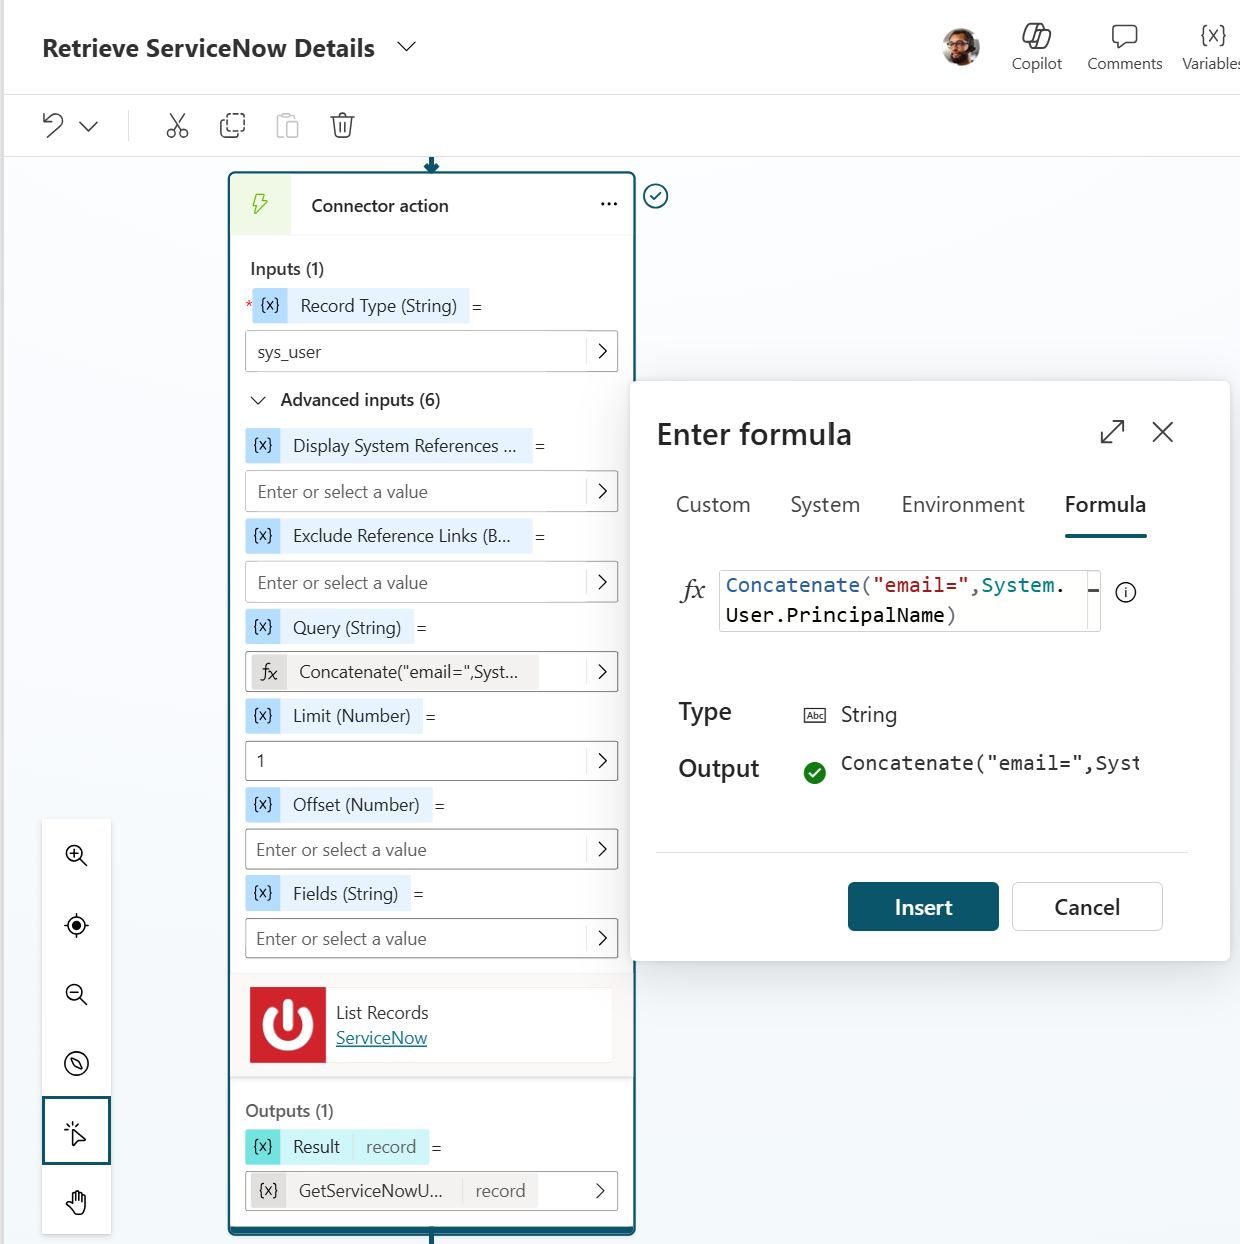 Retrieve ServiceNow Details
Copilot
Comments
{x}
Variables
Connector action
...
Inputs (1)
* {x} Record Type (String) =
sys_user
Advanced inputs (6)
{x} Display System References ... =
Enter or select a value
{x} Exclude Reference Links (B... =
Enter or select a value
{x} Query (String) =
fx Concatenate("email=",Syst...
{x} Limit (Number) =
1
{x} Offset (Number) =
Enter or select a value
{x} Fields (String) =
Enter or select a value
List Records
ServiceNow
Outputs (1)
{x} Result record =
{x} GetServiceNowU... record
Enter formula
Custom System Environment Formula
fx Concatenate("email=",System.
User.PrincipalName)
Type Abc String
Output Concatenate("email=",Syst
Insert Cancel